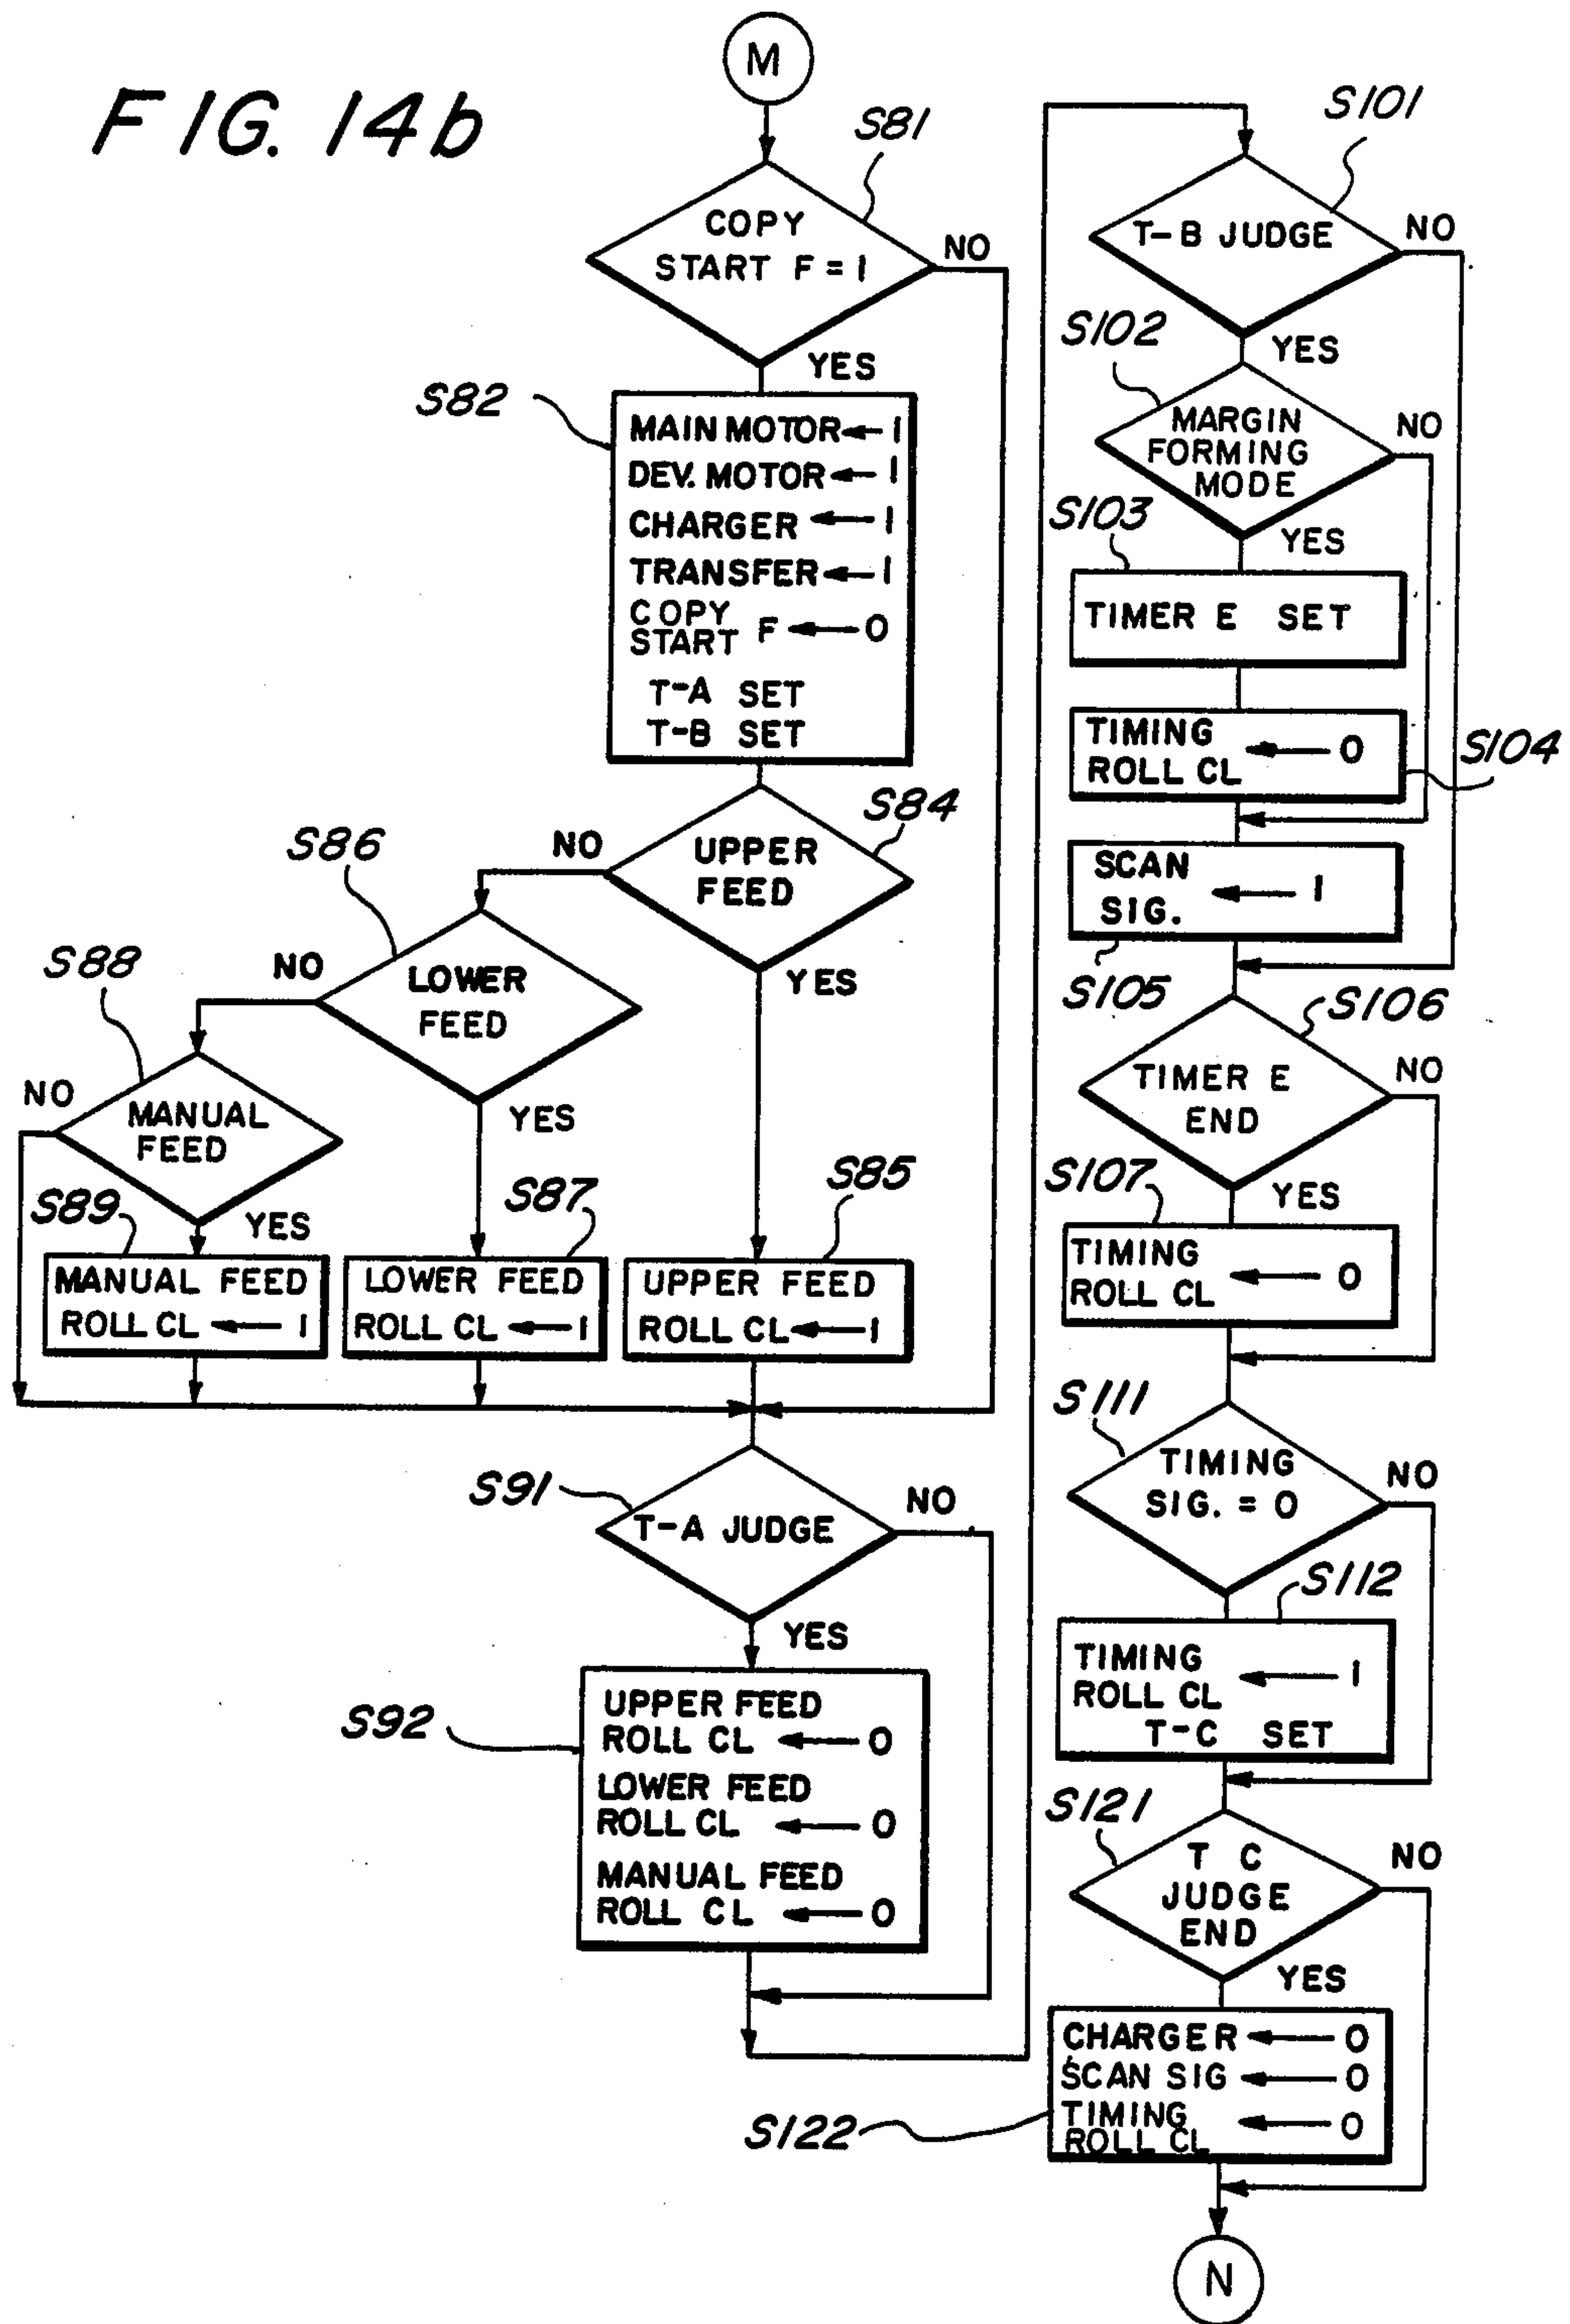 FIG. 14b
M
S81
COPY
START F = 1
NO
YES
S82
MAIN MOTOR ← 1
DEV. MOTOR ← 1
CHARGER ← 1
TRANSFER ← 1
COPY
START F ← 0
T-A SET
T-B SET
S84
UPPER
FEED
NO
YES
S86
LOWER
FEED
NO
YES
S88
MANUAL
FEED
NO
YES
S89
MANUAL FEED
ROLL CL ← 1
S87
LOWER FEED
ROLL CL ← 1
S85
UPPER FEED
ROLL CL ← 1
S91
T-A JUDGE
NO
YES
S92
UPPER FEED
ROLL CL ← 0
LOWER FEED
ROLL CL ← 0
MANUAL FEED
ROLL CL ← 0
S101
T-B JUDGE
NO
YES
S102
MARGIN
FORMING
MODE
NO
YES
S103
TIMER E SET
TIMING
ROLL CL ← 0
S104
SCAN
SIG. ← 1
S105
S106
TIMER E
END
NO
YES
S107
TIMING
ROLL CL ← 0
S111
TIMING
SIG. = 0
NO
S112
TIMING
ROLL CL ← 1
T-C SET
S121
T C
JUDGE
END
NO
YES
CHARGER ← 0
SCAN SIG ← 0
TIMING
ROLL CL ← 0
S122
N